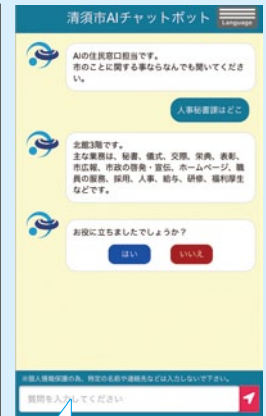 清須市AIチャットボット
Language
AIの住民窓口担当です。
市のことに関する事ならなんでも聞いてくださ
い。
人事秘書課はどこ
北館3階です。
主な業務は、秘書、儀式、交際、栄典、表彰、
市広報、市政の啓発・宣伝、ホームページ、職
員の服務、採用、人事、給与、研修、福利厚生
などです。
お役に立ちましたでしょうか？
はい
いいえ
※個人情報保護の為、特定の名前や連絡先などは入力しないで下さい。
質問を入力してください